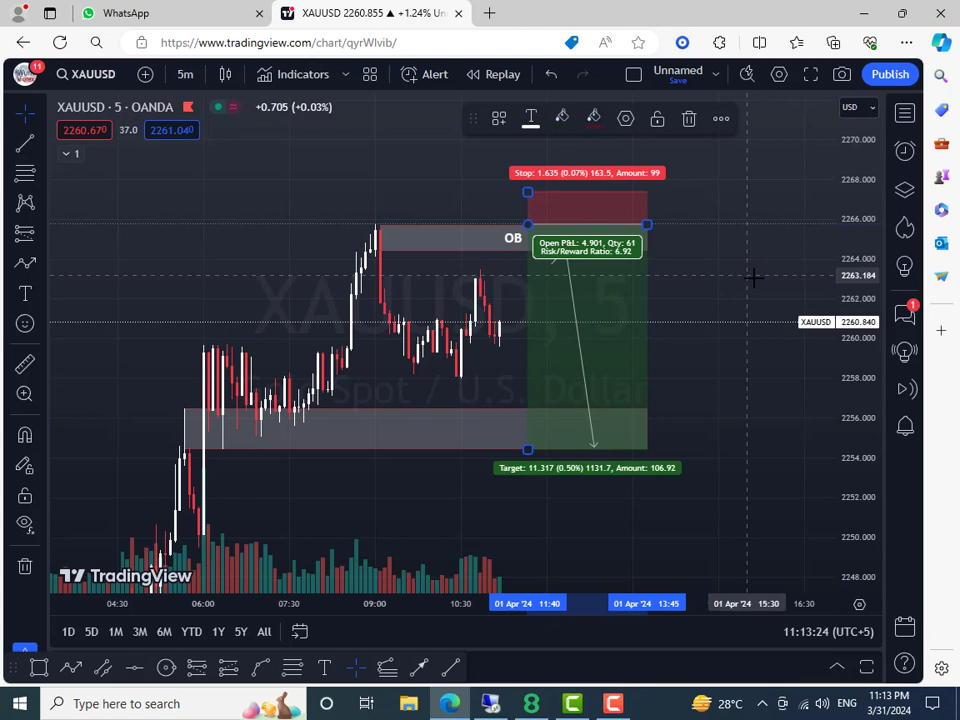 WhatsApp
XAUUSD 2260.855 ▲ +1.24% Un
https://www.tradingview.com/chart/qyrWlvib/
11
XAUUSD
5m
Indicators
Alert
Replay
Unnamed
Save
Publish
XAUUSD · 5 · OANDA
+0.705 (+0.03%)
USD
2260.670
37.0
2261.040
1
Stop: 1.635 (0.07%) 163.5, Amount: 99
OB
Open P&L: 4.901, Qty: 61
Risk/Reward Ratio: 6.92
XAUUSD, 5
Gold Spot / U.S. Dollar
Target: 11.317 (0.50%) 1131.7, Amount: 106.92
2270.000
2268.000
2266.000
2264.000
2263.184
2262.000
XAUUSD 2260.840
2260.000
2258.000
2256.000
2254.000
2252.000
2250.000
2248.000
1
TradingView
04:30
06:00
07:30
09:00
10:30
01 Apr '24 11:40
01 Apr '24 13:45
01 Apr '24 15:30
16:30
1D
5D
1M
3M
6M
YTD
1Y
5Y
All
11:13:24 (UTC+5)
Type here to search
28°C
ENG
11:13 PM
3/31/2024